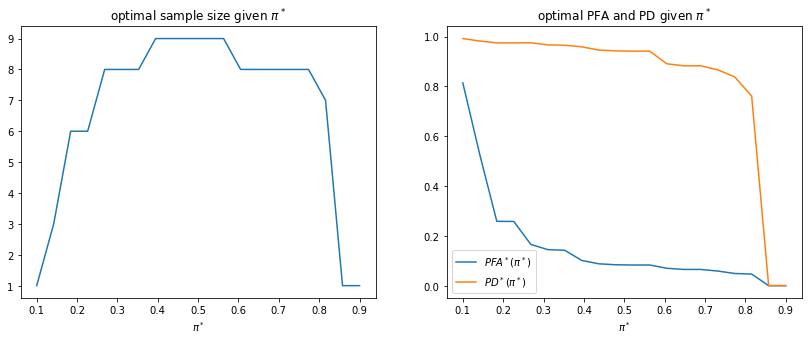 optimal sample size given π*
9
8
7
6
5
4
3
2
1
0.1 0.2 0.3 0.4 0.5 0.6 0.7 0.8 0.9
π*
optimal PFA and PD given π*
1.0
0.8
0.6
0.4
0.2
0.0
PFA*(π*)
PD*(π*)
0.1 0.2 0.3 0.4 0.5 0.6 0.7 0.8 0.9
π*